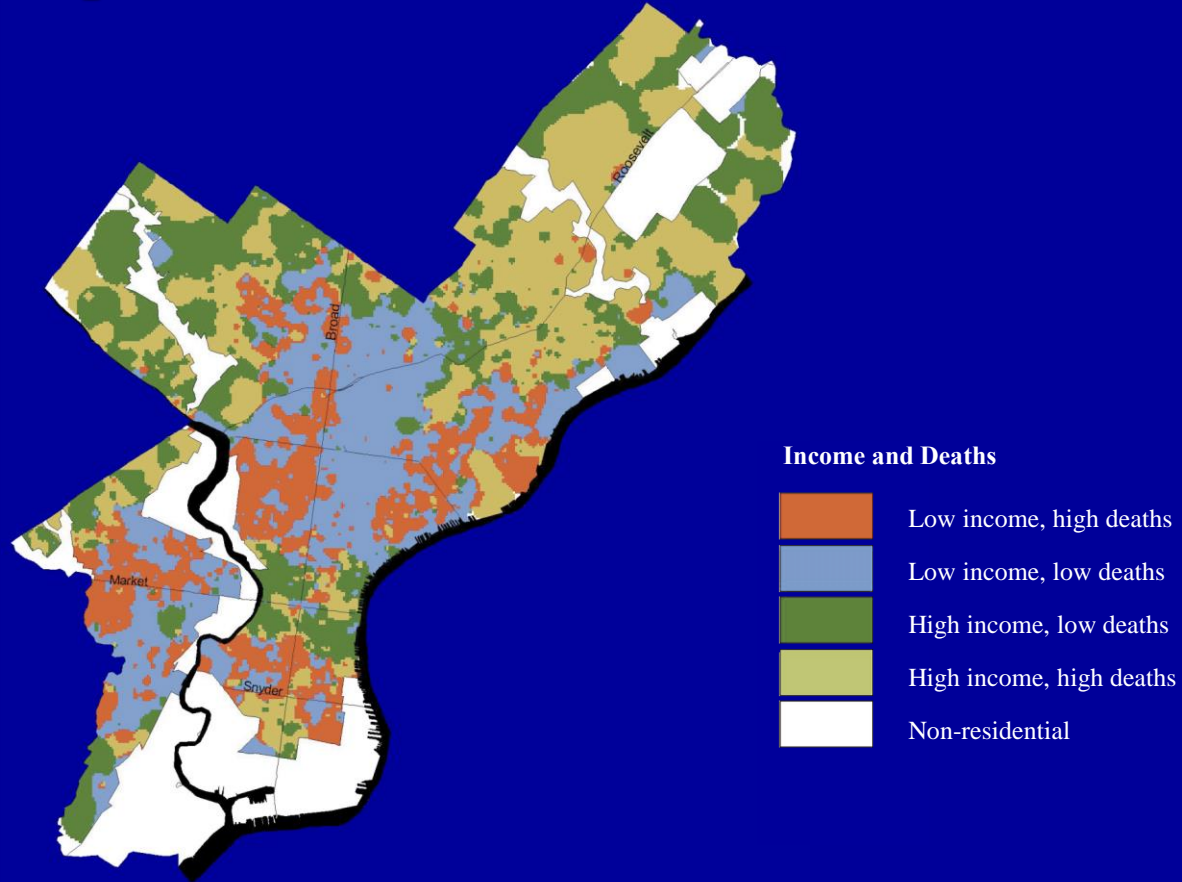 Roosevelt
Broad
Market
Snyder
Income and Deaths
Low income, high deaths
Low income, low deaths
High income, low deaths
High income, high deaths
Non-residential